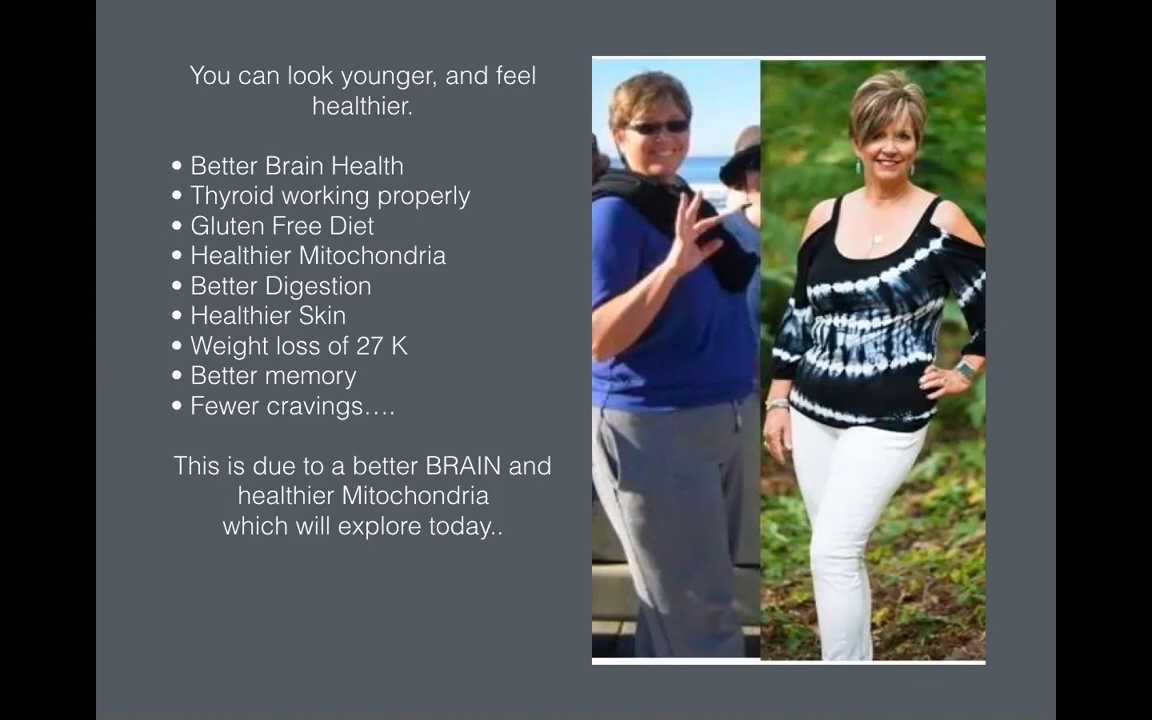 You can look younger, and feel
healthier.
• Better Brain Health
• Thyroid working properly
• Gluten Free Diet
• Healthier Mitochondria
• Better Digestion
• Healthier Skin
• Weight loss of 27 K
• Better memory
• Fewer cravings....
This is due to a better BRAIN and
healthier Mitochondria
which will explore today..